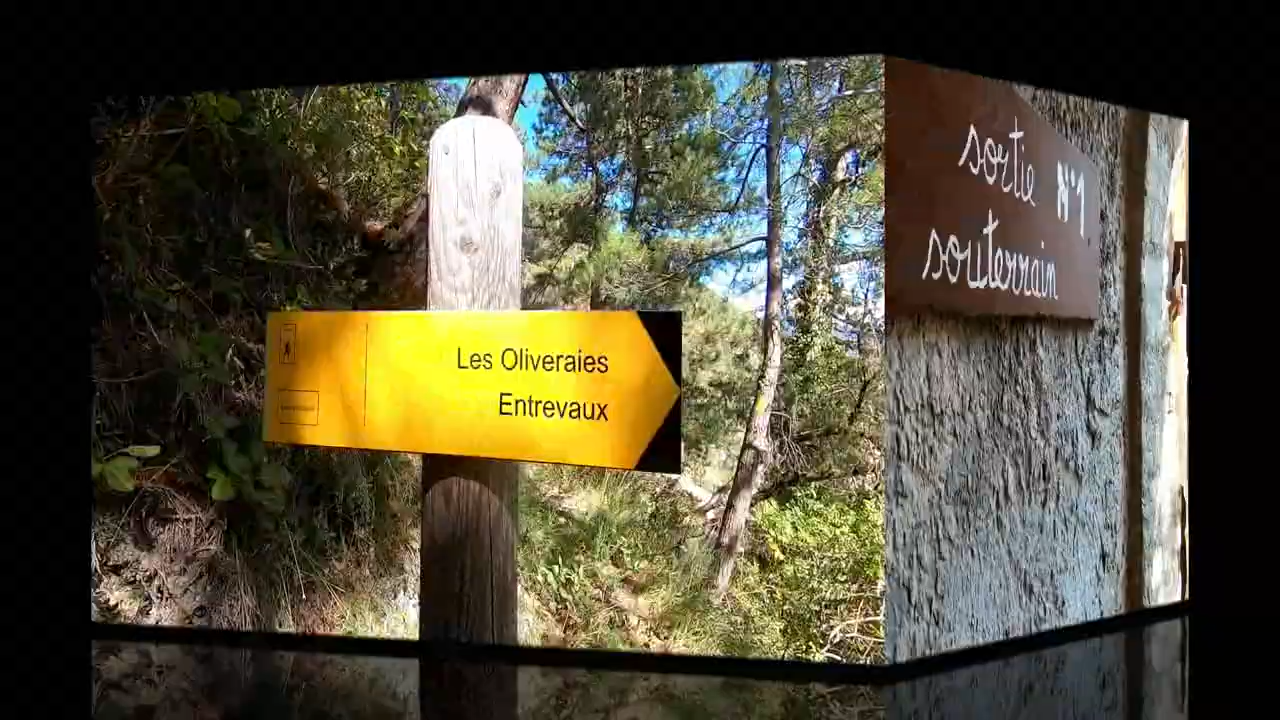 Les Oliveraies
Entrevaux
sortie N°1
souterrain